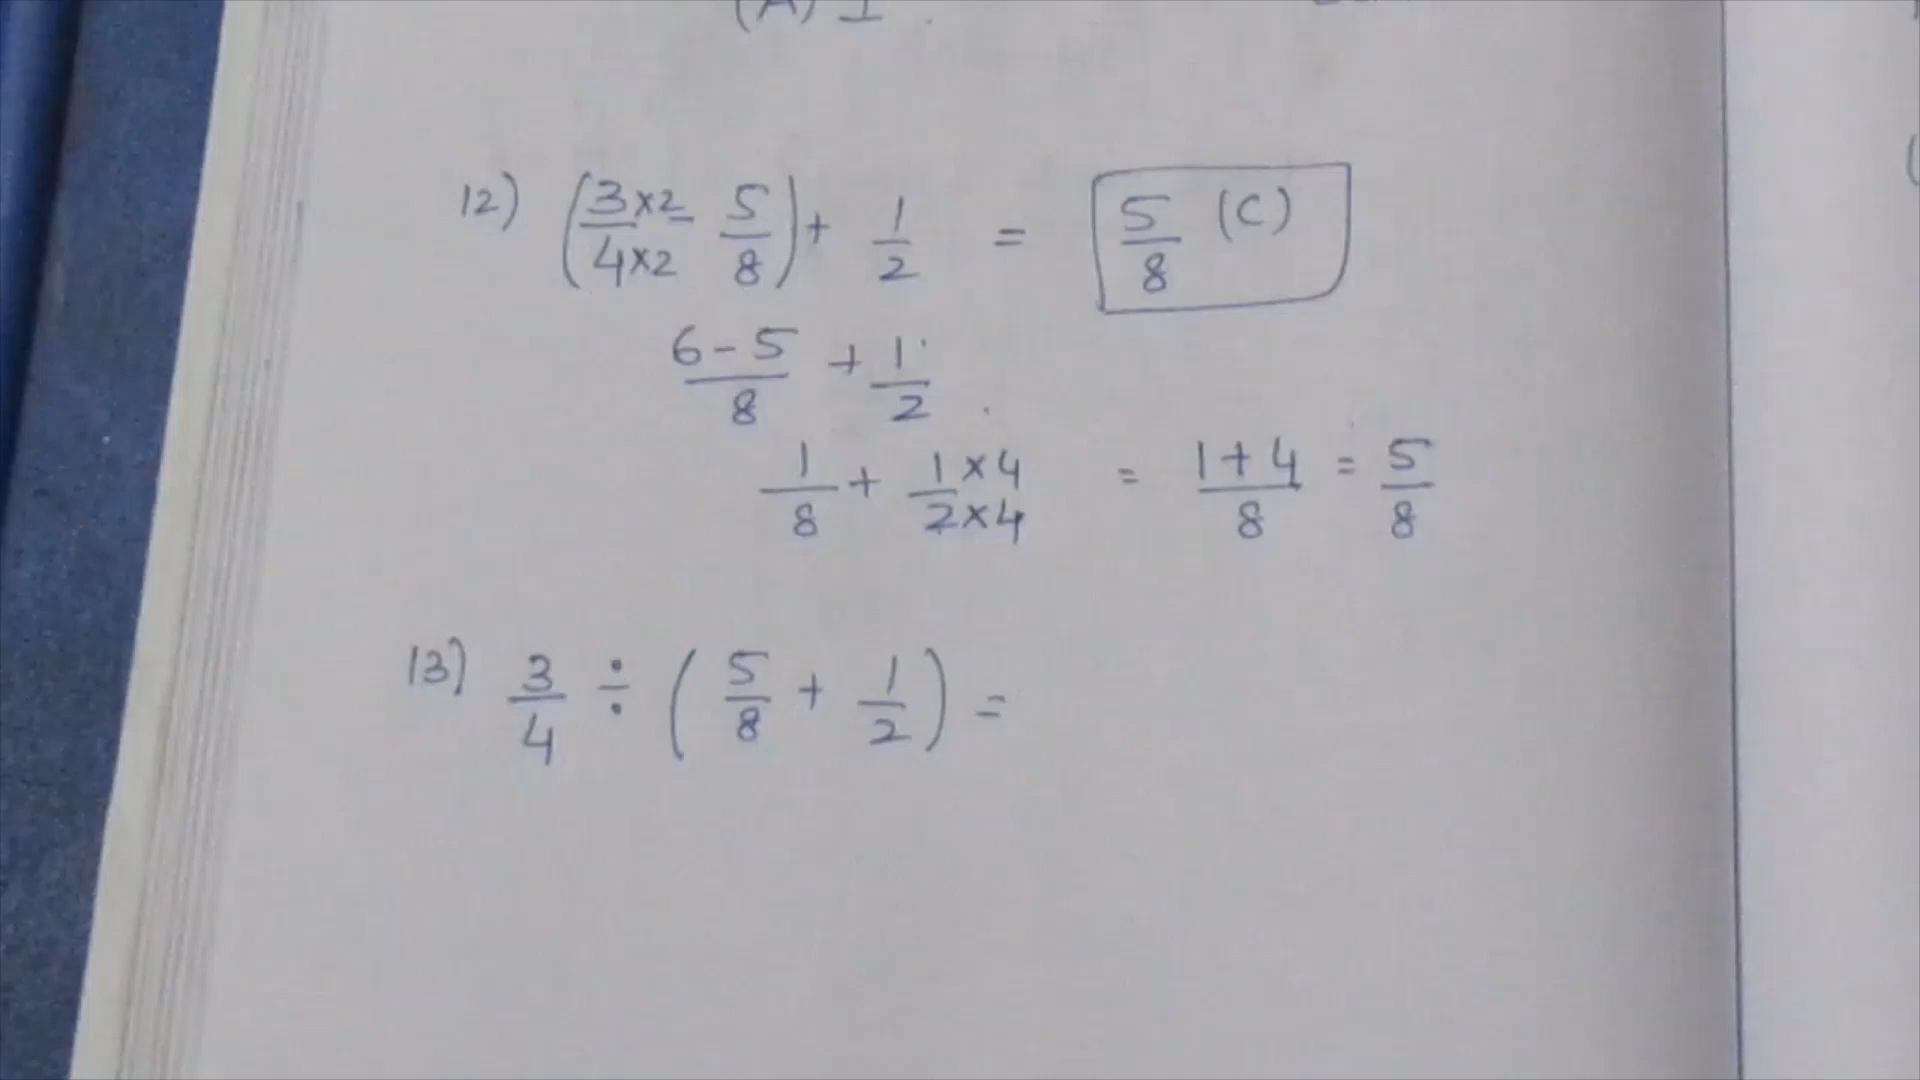 (A) 1
12) (3×2/4×2 - 5/8) + 1/2 = 5/8 (C)
6-5/8 + 1/2
1/8 + 1×4/2×4 = 1+4/8 = 5/8
13) 3/4 ÷ (5/8 + 1/2) =